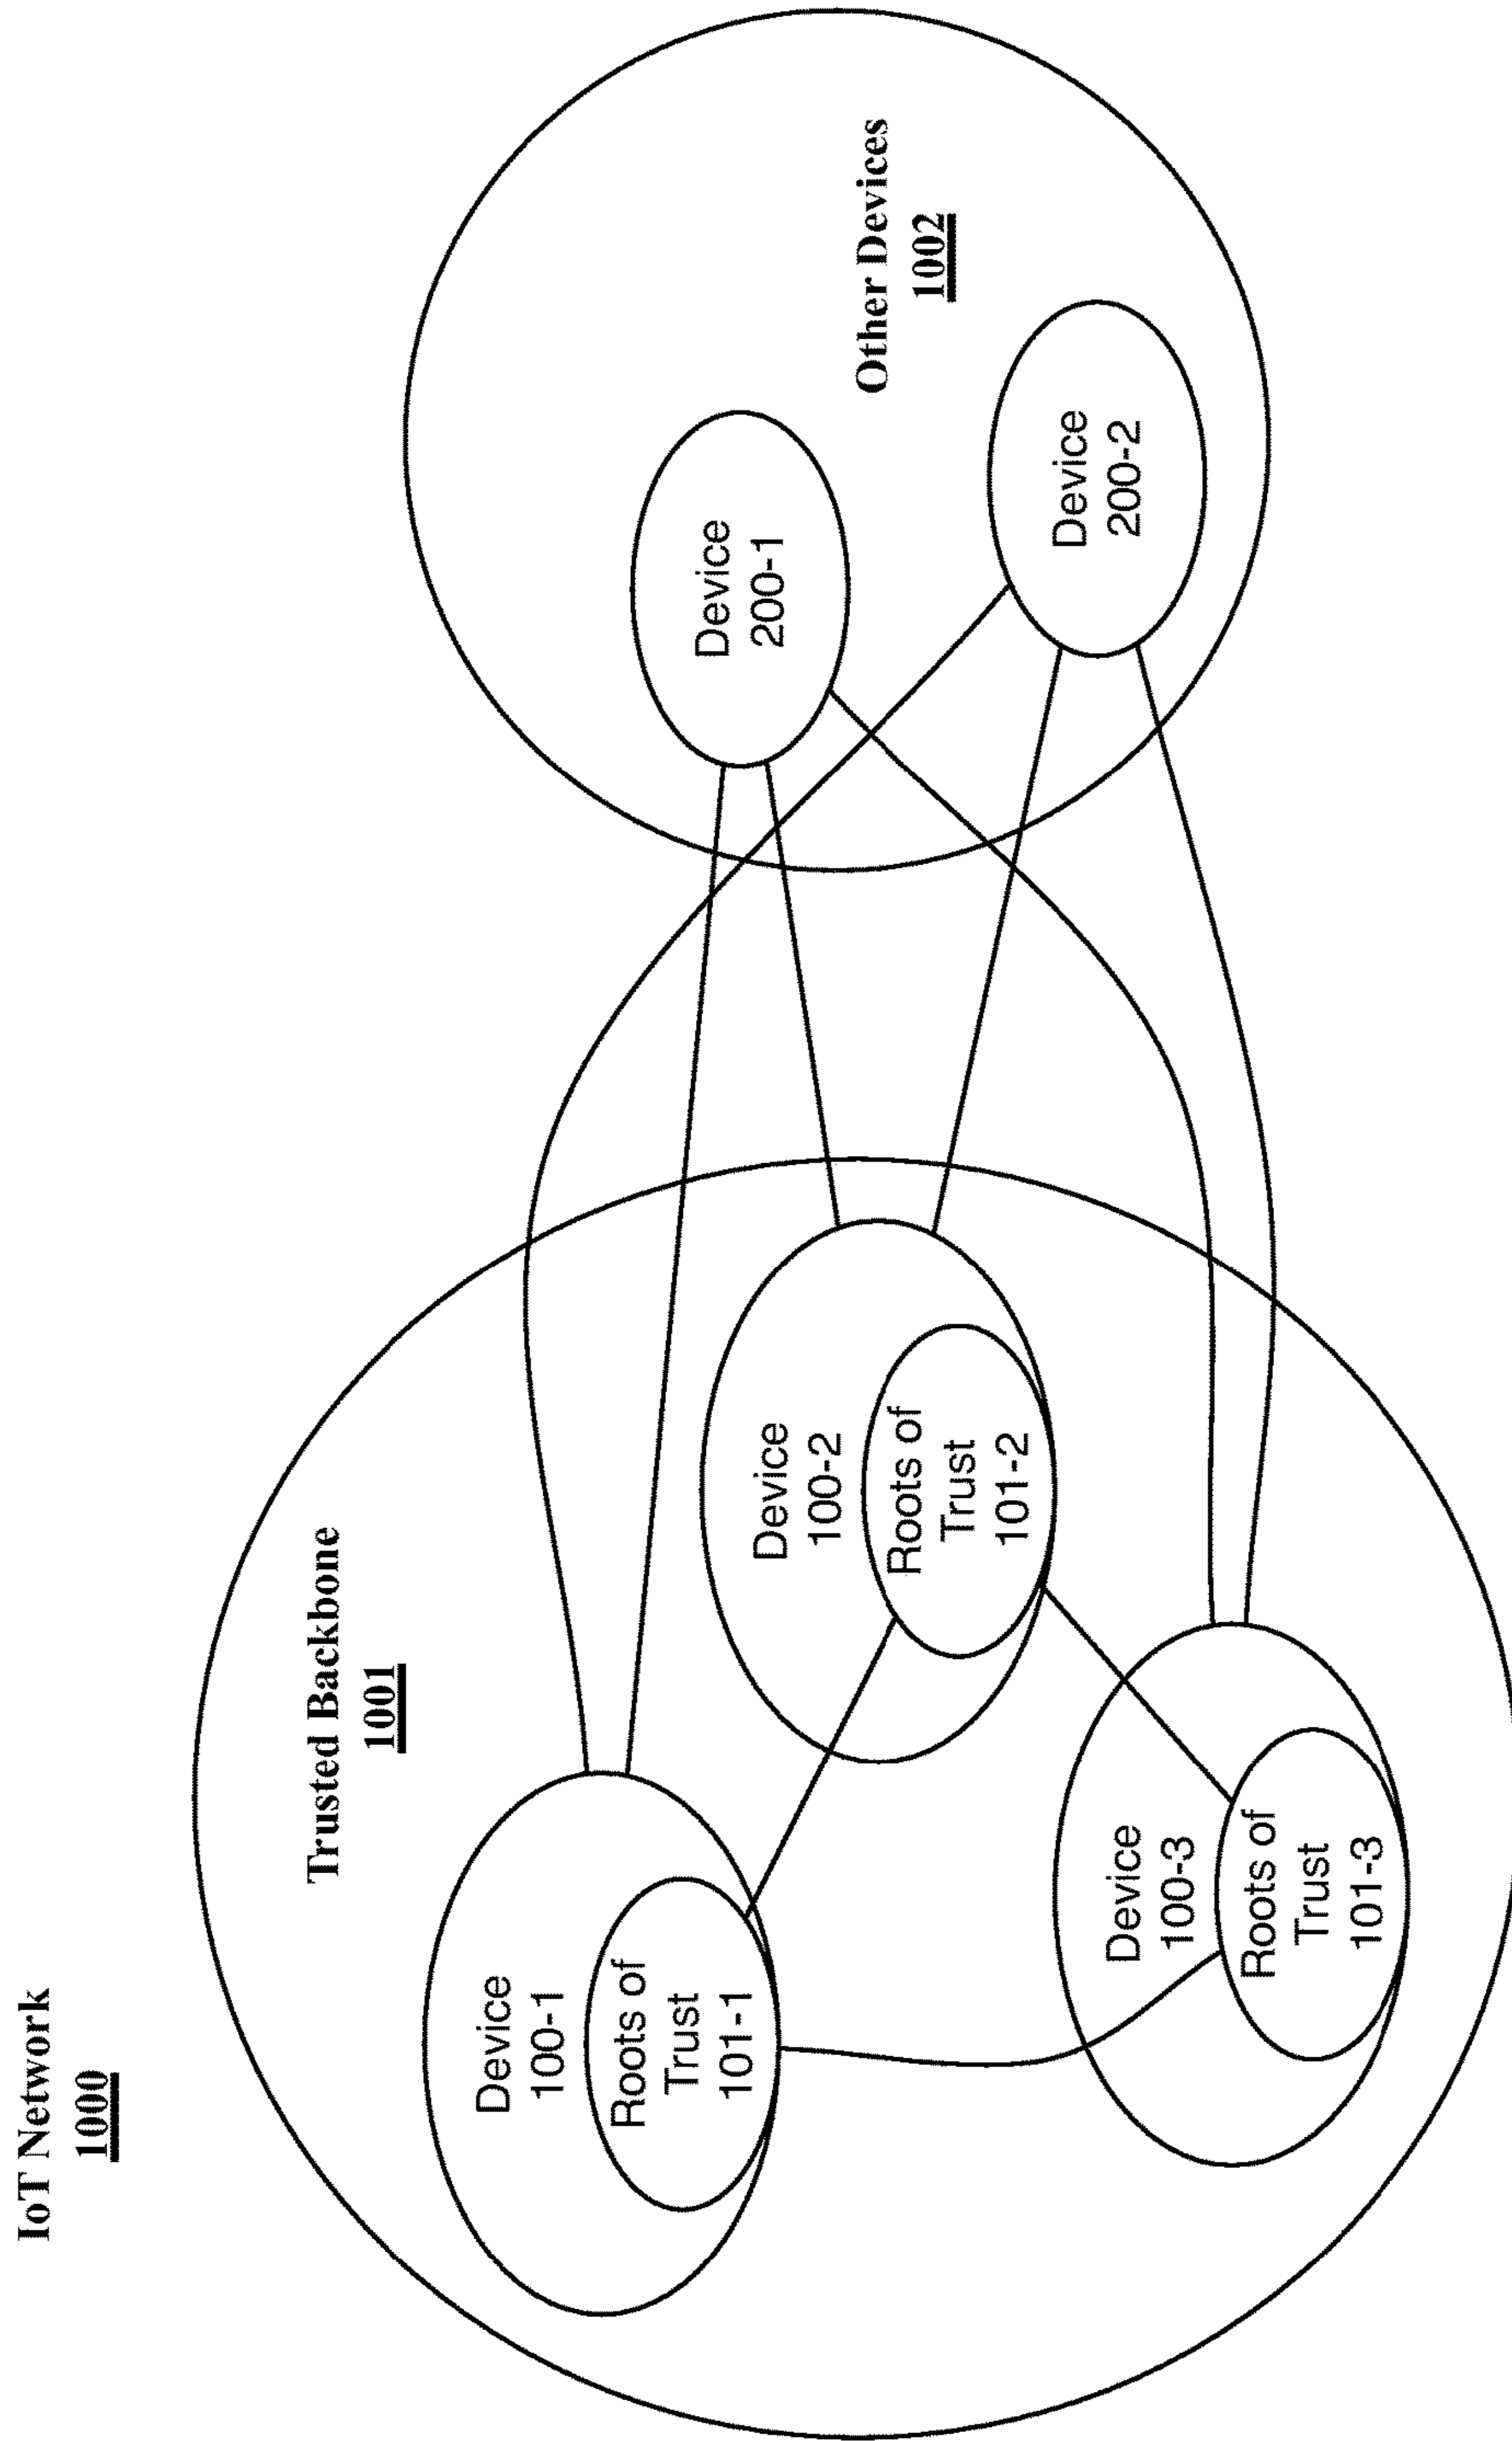 IoT Network
1000
Trusted Backbone
1001
Device
100-1
Roots of
Trust
101-1
Device
100-2
Roots of
Trust
101-2
Device
100-3
Roots of
Trust
101-3
Other Devices
1002
Device
200-1
Device
200-2